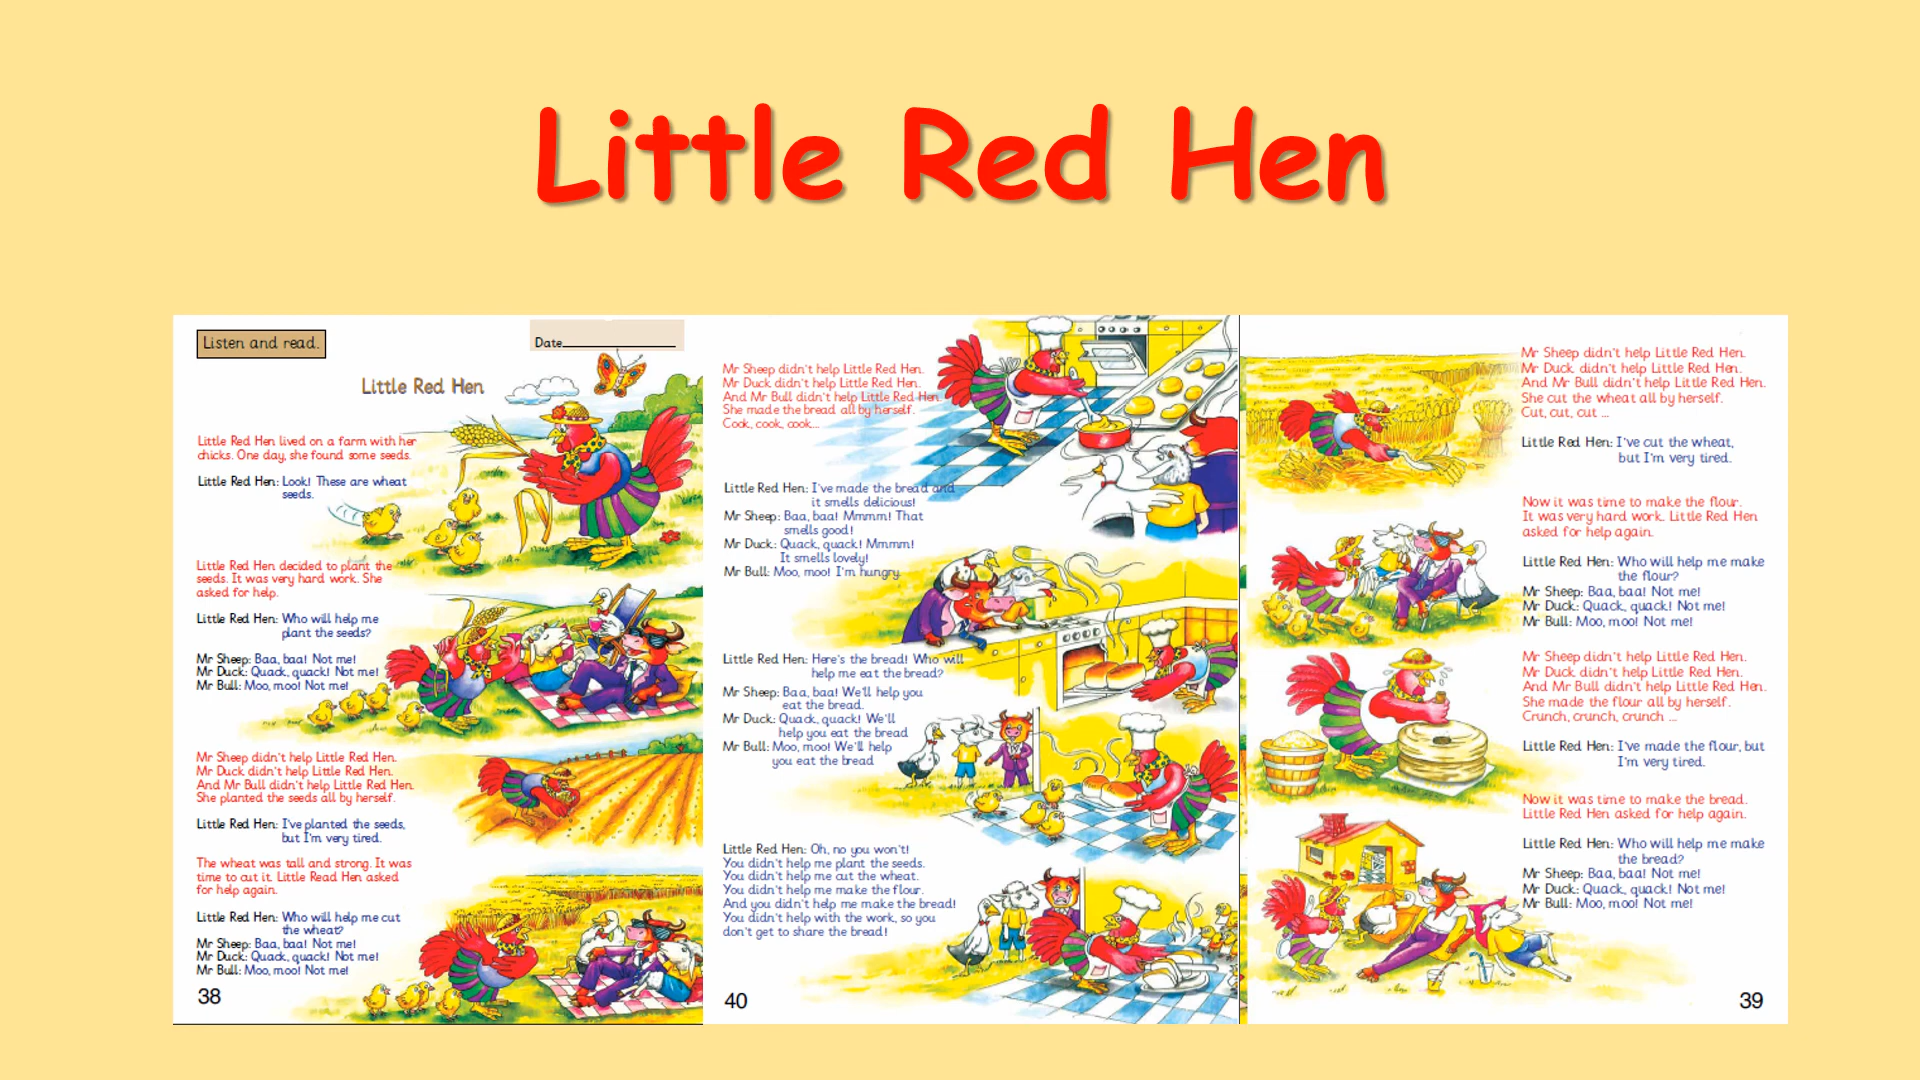 Little Red Hen
Listen and read.
Date
Little Red Hen
Little Red Hen lived on a farm with her
chicks. One day, she found some seeds.
Little Red Hen: Look! These are wheat
seeds.
Little Red Hen decided to plant the
seeds. It was very hard work. She
asked for help.
Little Red Hen: Who will help me
plant the seeds?
Mr Sheep: Baa, baa! Not me!
Mr Duck: Quack, quack! Not me!
Mr Bull: Moo, moo! Not me!
Mr Sheep didn't help Little Red Hen.
Mr Duck didn't help Little Red Hen.
And Mr Bull didn't help Little Red Hen.
She planted the seeds all by herself.
Little Red Hen: I've planted the seeds,
but I'm very tired.
The wheat was tall and strong. It was
time to cut it. Little Read Hen asked
for help again.
Little Red Hen: Who will help me cut
the wheat?
Mr Sheep: Baa, baa! Not me!
Mr Duck: Quack, quack! Not me!
Mr Bull: Moo, moo! Not me!
38
Mr Sheep didn't help Little Red Hen.
Mr Duck didn't help Little Red Hen.
And Mr Bull didn't help Little Red Hen.
She made the bread all by herself.
Cook, cook, cook...
Little Red Hen: I've made the bread and
it smells delicious!
Mr Sheep: Baa, baa! Mmmm! That
smells good!
Mr Duck: Quack, quack! Mmmm!
It smells lovely!
Mr Bull: Moo, moo! I'm hungry.
Little Red Hen: Here's the bread! Who will
help me eat the bread?
Mr Sheep: Baa, baa! We'll help you
eat the bread.
Mr Duck: Quack, quack! We'll
help you eat the bread
Mr Bull: Moo, moo! We'll help
you eat the bread
Little Red Hen: Oh, no you won't!
You didn't help me plant the seeds.
You didn't help me cut the wheat.
You didn't help me make the flour.
And you didn't help me make the bread!
You didn't help with the work, so you
don't get to share the bread!
40
Mr Sheep didn't help Little Red Hen.
Mr Duck didn't help Little Red Hen.
And Mr Bull didn't help Little Red Hen.
She cut the wheat all by herself.
Cut, cut, cut ...
Little Red Hen: I've cut the wheat,
but I'm very tired.
Now it was time to make the flour.
It was very hard work. Little Red Hen
asked for help again.
Little Red Hen: Who will help me make
the flour?
Mr Sheep: Baa, baa! Not me!
Mr Duck: Quack, quack! Not me!
Mr Bull: Moo, moo! Not me!
Mr Sheep didn't help Little Red Hen.
Mr Duck didn't help Little Red Hen.
And Mr Bull didn't help Little Red Hen.
She made the flour all by herself.
Crunch, crunch, crunch ...
Little Red Hen: I've made the flour, but
I'm very tired.
Now it was time to make the bread.
Little Red Hen asked for help again.
Little Red Hen: Who will help me make
the bread?
Mr Sheep: Baa, baa! Not me!
Mr Duck: Quack, quack! Not me!
Mr Bull: Moo, moo! Not me!
39